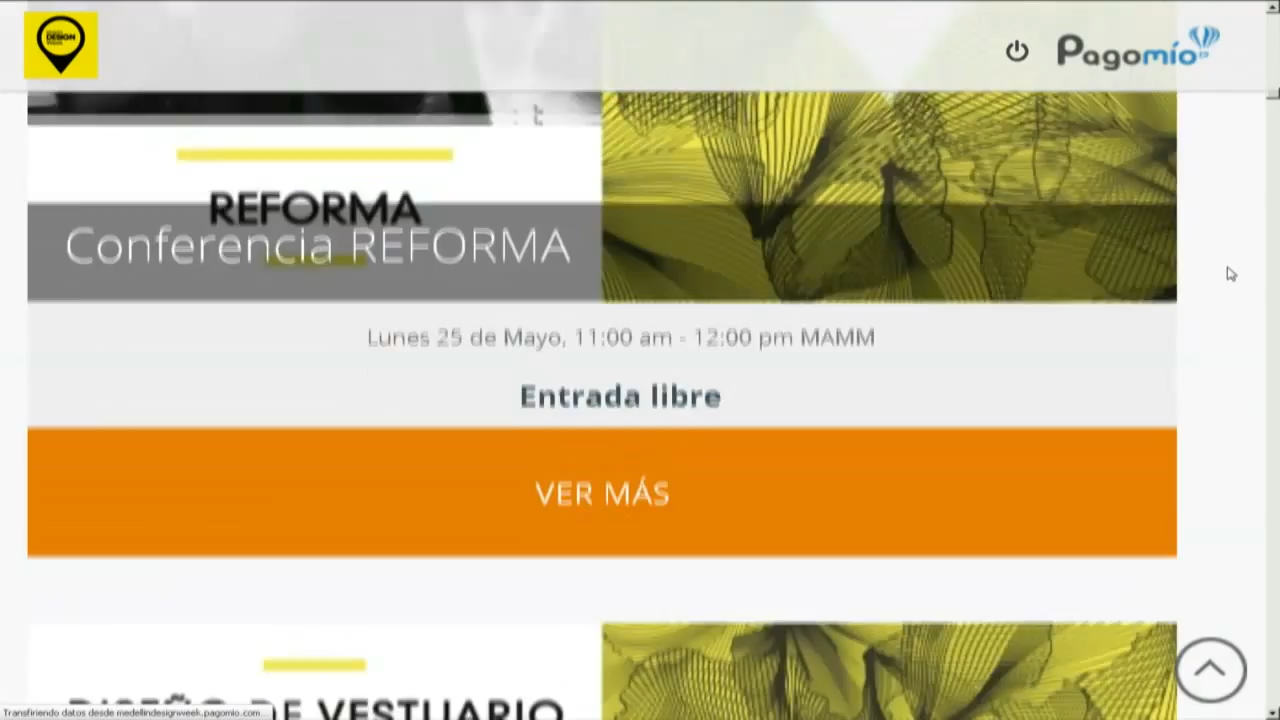 DESIGN
Pagomío
REFORMA
Conferencia REFORMA
Lunes 25 de Mayo, 11:00 am - 12:00 pm MAMM
Entrada libre
VER MÁS
DISEÑO DE VESTUARIO
Transfiriendo datos desde medellindesignweek.pagomio.com...